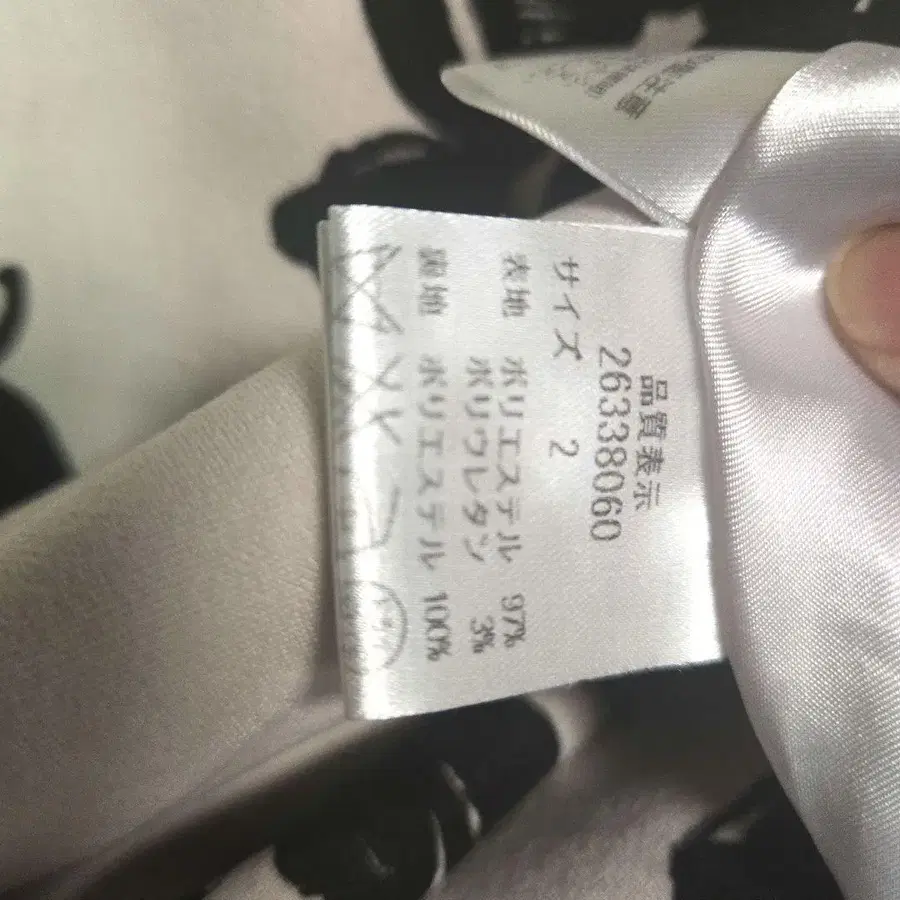 品質表示
26338060
サイズ 2
表地 ポリエステル 97%
ポリウレタン 3%
裏地 ポリエステル 100%